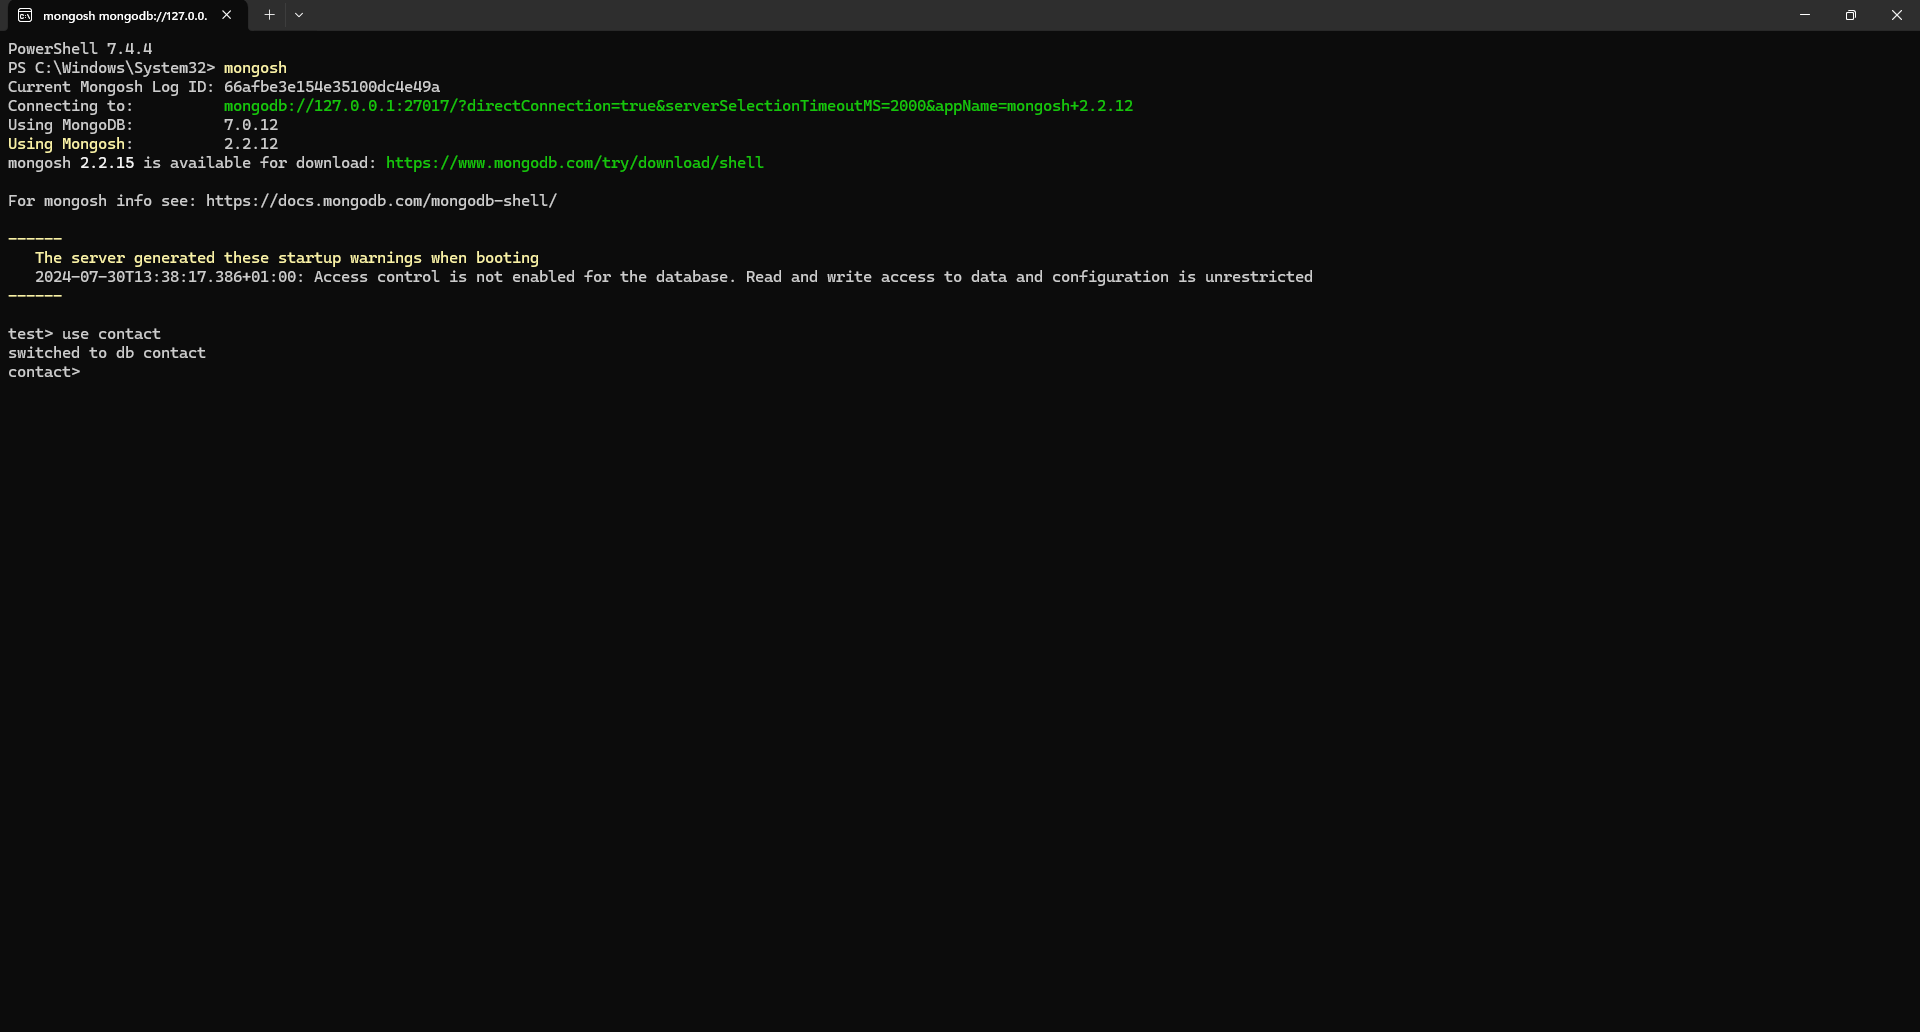 mongosh mongodb://127.0.0.
PowerShell 7.4.4
PS C:\Windows\System32> mongosh
Current Mongosh Log ID: 66afbe3e154e35100dc4e49a
Connecting to:          mongodb://127.0.0.1:27017/?directConnection=true&serverSelectionTimeoutMS=2000&appName=mongosh+2.2.12
Using MongoDB:          7.0.12
Using Mongosh:          2.2.12
mongosh 2.2.15 is available for download: https://www.mongodb.com/try/download/shell
For mongosh info see: https://docs.mongodb.com/mongodb-shell/
------
The server generated these startup warnings when booting
2024-07-30T13:38:17.386+01:00: Access control is not enabled for the database. Read and write access to data and configuration is unrestricted
------
test> use contact
switched to db contact
contact>